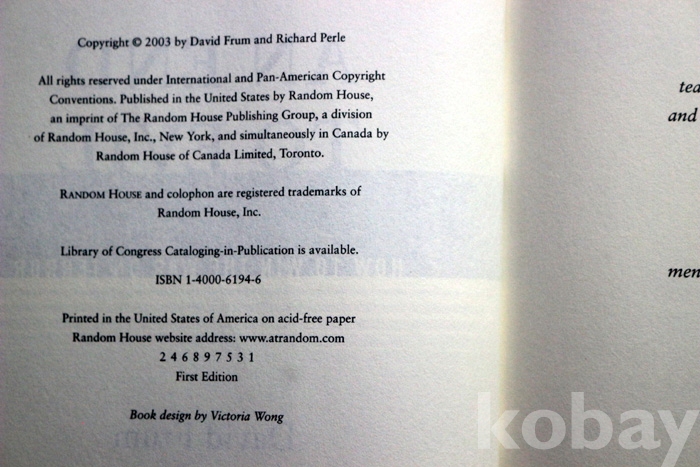 Copyright © 2003 by David Frum and Richard Perle
All rights reserved under International and Pan-American Copyright
Conventions. Published in the United States by Random House,
an imprint of The Random House Publishing Group, a division
of Random House, Inc., New York, and simultaneously in Canada by
Random House of Canada Limited, Toronto.
RANDOM HOUSE and colophon are registered trademarks of
Random House, Inc.
Library of Congress Cataloging-in-Publication is available.
ISBN 1-4000-6194-6
Printed in the United States of America on acid-free paper
Random House website address: www.atrandom.com
2 4 6 8 9 7 5 3 1
First Edition
Book design by Victoria Wong
and
kobay